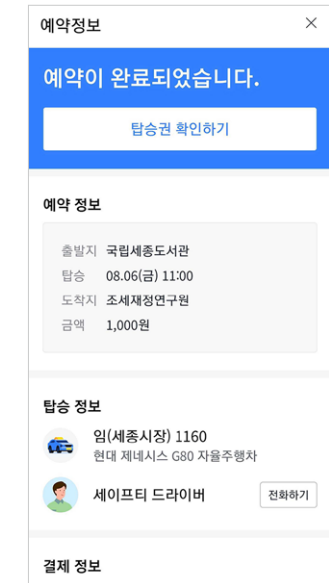 예약정보
예약이 완료되었습니다.
탑승권 확인하기
예약 정보
출발지 국립세종도서관
탑승 08.06(금) 11:00
도착지 조세재정연구원
금액 1,000원
탑승 정보
임(세종시장) 1160
현대 제네시스 G80 자율주행차
세이프티 드라이버 전화하기
결제 정보